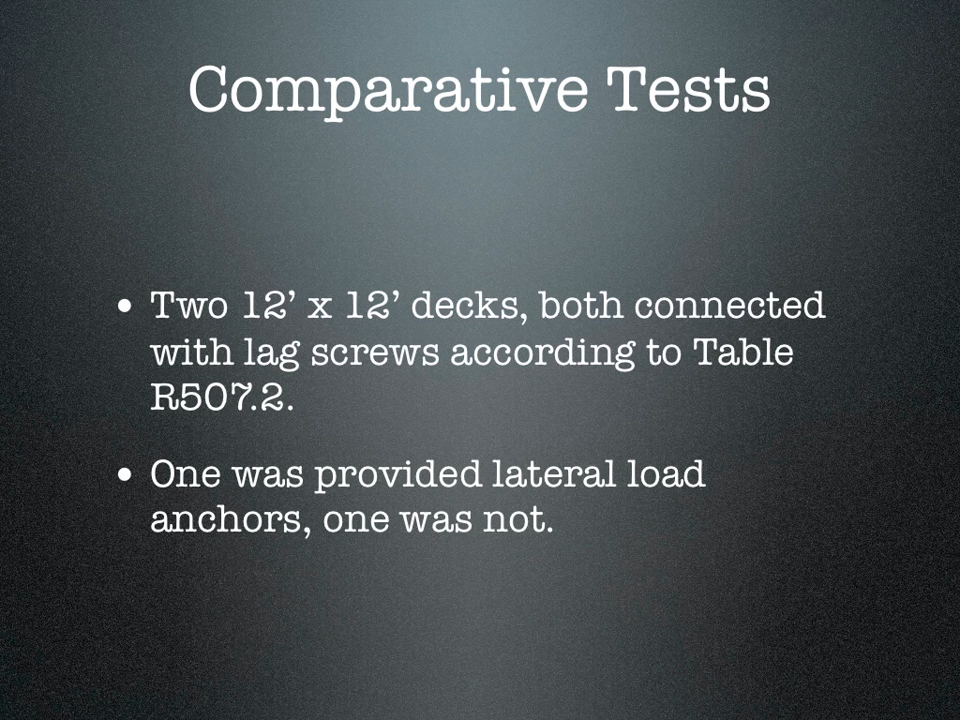 Comparative Tests
• Two 12’ x 12’ decks, both connected
with lag screws according to Table
R507.2.
• One was provided lateral load
anchors, one was not.